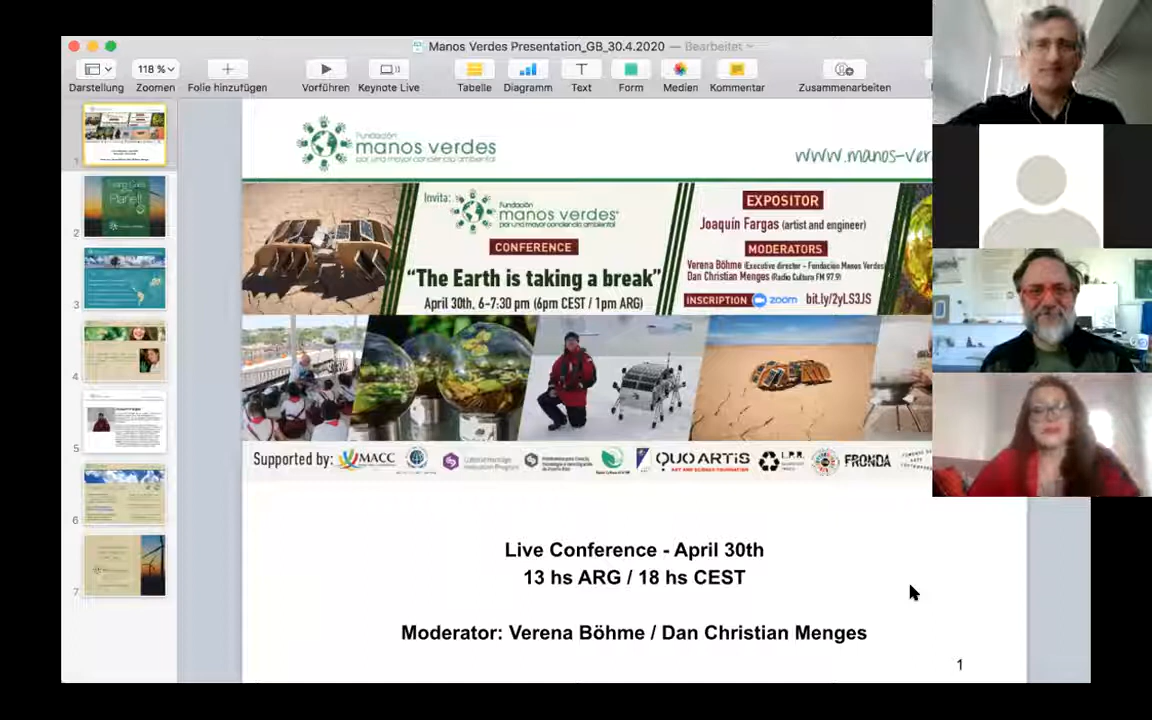 Manos Verdes Presentation_GB_30.4.2020 — Bearbeitet
118 %
Darstellung Zoomen Folie hinzufügen Vorführen Keynote Live Tabelle Diagramm Text Form Medien Kommentar Zusammenarbeiten
1
2
3
4
5
6
7
Fundación
manos verdes
por una mayor conciencia ambiental
www.manos-ver
Invita:
Fundación
manos verdes
por una mayor conciencia ambiental
CONFERENCE
“The Earth is taking a break”
April 30th, 6-7:30 pm (6pm CEST / 1pm ARG)
EXPOSITOR
Joaquín Fargas (artist and engineer)
MODERATORS
Verena Böhme (Executive director - Fundación Manos Verdes)
Dan Christian Menges (Radio Cultura FM 97.9)
INSCRIPTION zoom bit.ly/2yLS3JS
Supported by: MACC QUO ARTIS ART AND SCIENCE FOUNDATION FRONDA
Live Conference - April 30th
13 hs ARG / 18 hs CEST
Moderator: Verena Böhme / Dan Christian Menges
1